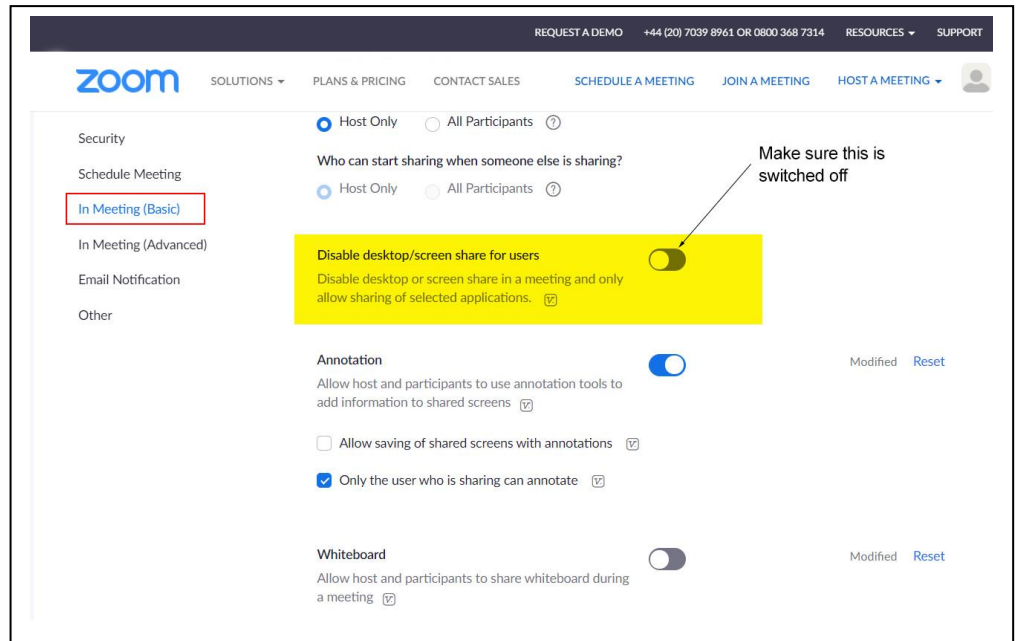 REQUEST A DEMO +44 (20) 7039 8961 OR 0800 368 7314 RESOURCES SUPPORT
zoom SOLUTIONS PLANS & PRICING CONTACT SALES SCHEDULE A MEETING JOIN A MEETING HOST A MEETING
Security
Schedule Meeting
In Meeting (Basic)
In Meeting (Advanced)
Email Notification
Other
Host Only All Participants ?
Who can start sharing when someone else is sharing?
Host Only All Participants ?
Make sure this is
switched off
Disable desktop/screen share for users
Disable desktop or screen share in a meeting and only
allow sharing of selected applications.
Annotation
Modified Reset
Allow host and participants to use annotation tools to
add information to shared screens
Allow saving of shared screens with annotations
Only the user who is sharing can annotate
Whiteboard
Modified Reset
Allow host and participants to share whiteboard during
a meeting